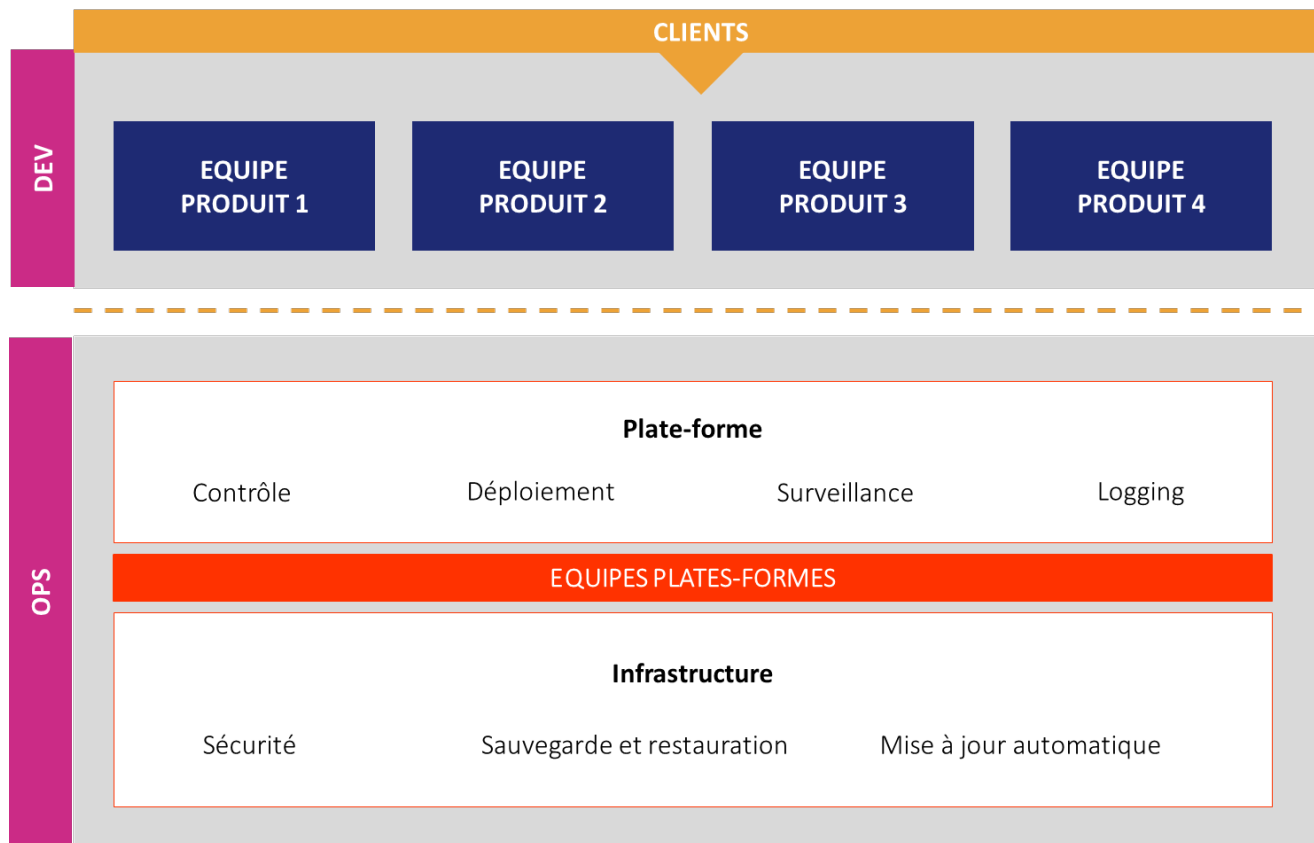 CLIENTS
DEV
EQUIPE
PRODUIT 1
EQUIPE
PRODUIT 2
EQUIPE
PRODUIT 3
EQUIPE
PRODUIT 4
OPS
Plate-forme
Contrôle
Déploiement
Surveillance
Logging
EQUIPES PLATES-FORMES
Infrastructure
Sécurité
Sauvegarde et restauration
Mise à jour automatique